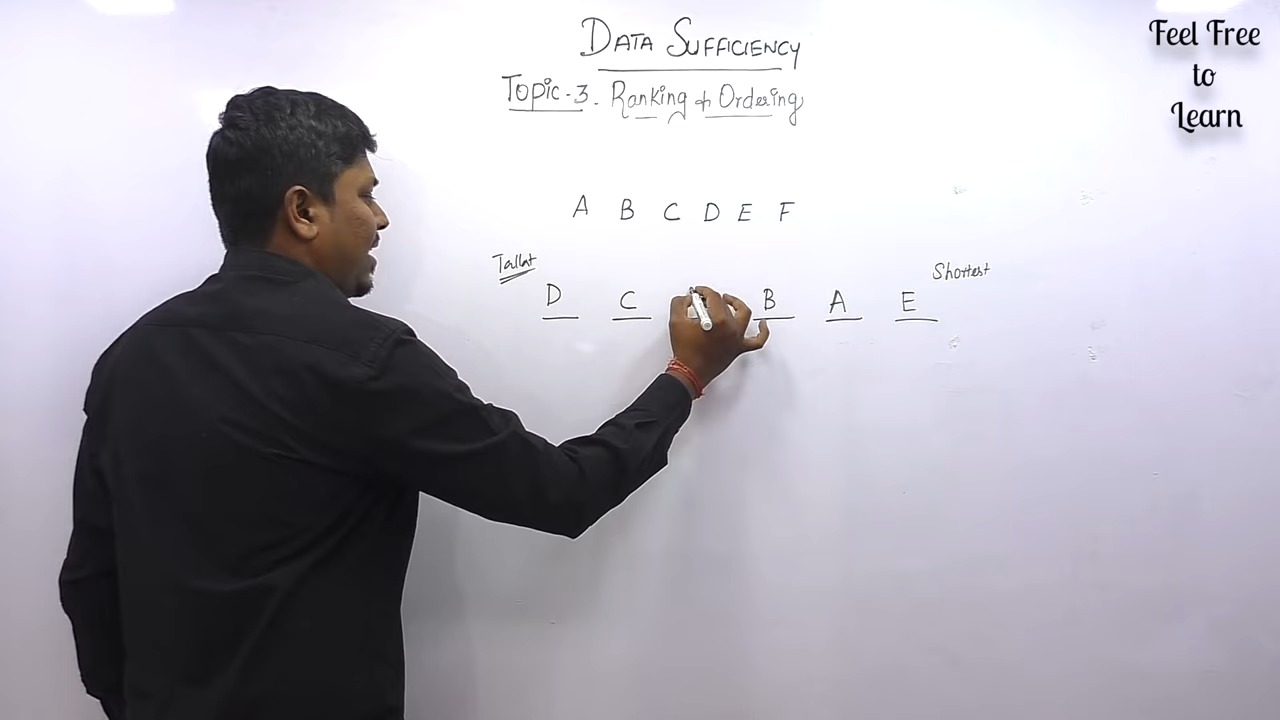 DATA SUFFICIENCY
Topic-3. Ranking & Ordering
Feel Free
to
Learn
A B C D E F
Tallest Shortest
D C B A E